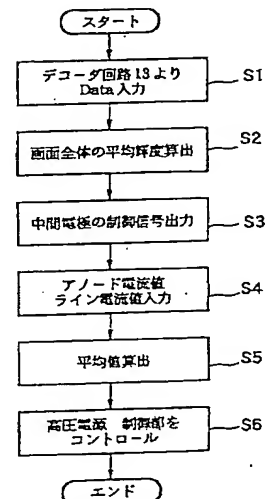 スタート
デコーダ回路13より
Data入力
S1
画面全体の平均輝度算出
S2
中間電極の制御信号出力
S3
アノード電流値
ライン電流値入力
S4
平均値算出
S5
高圧電源 制御部を
コントロール
S6
エンド